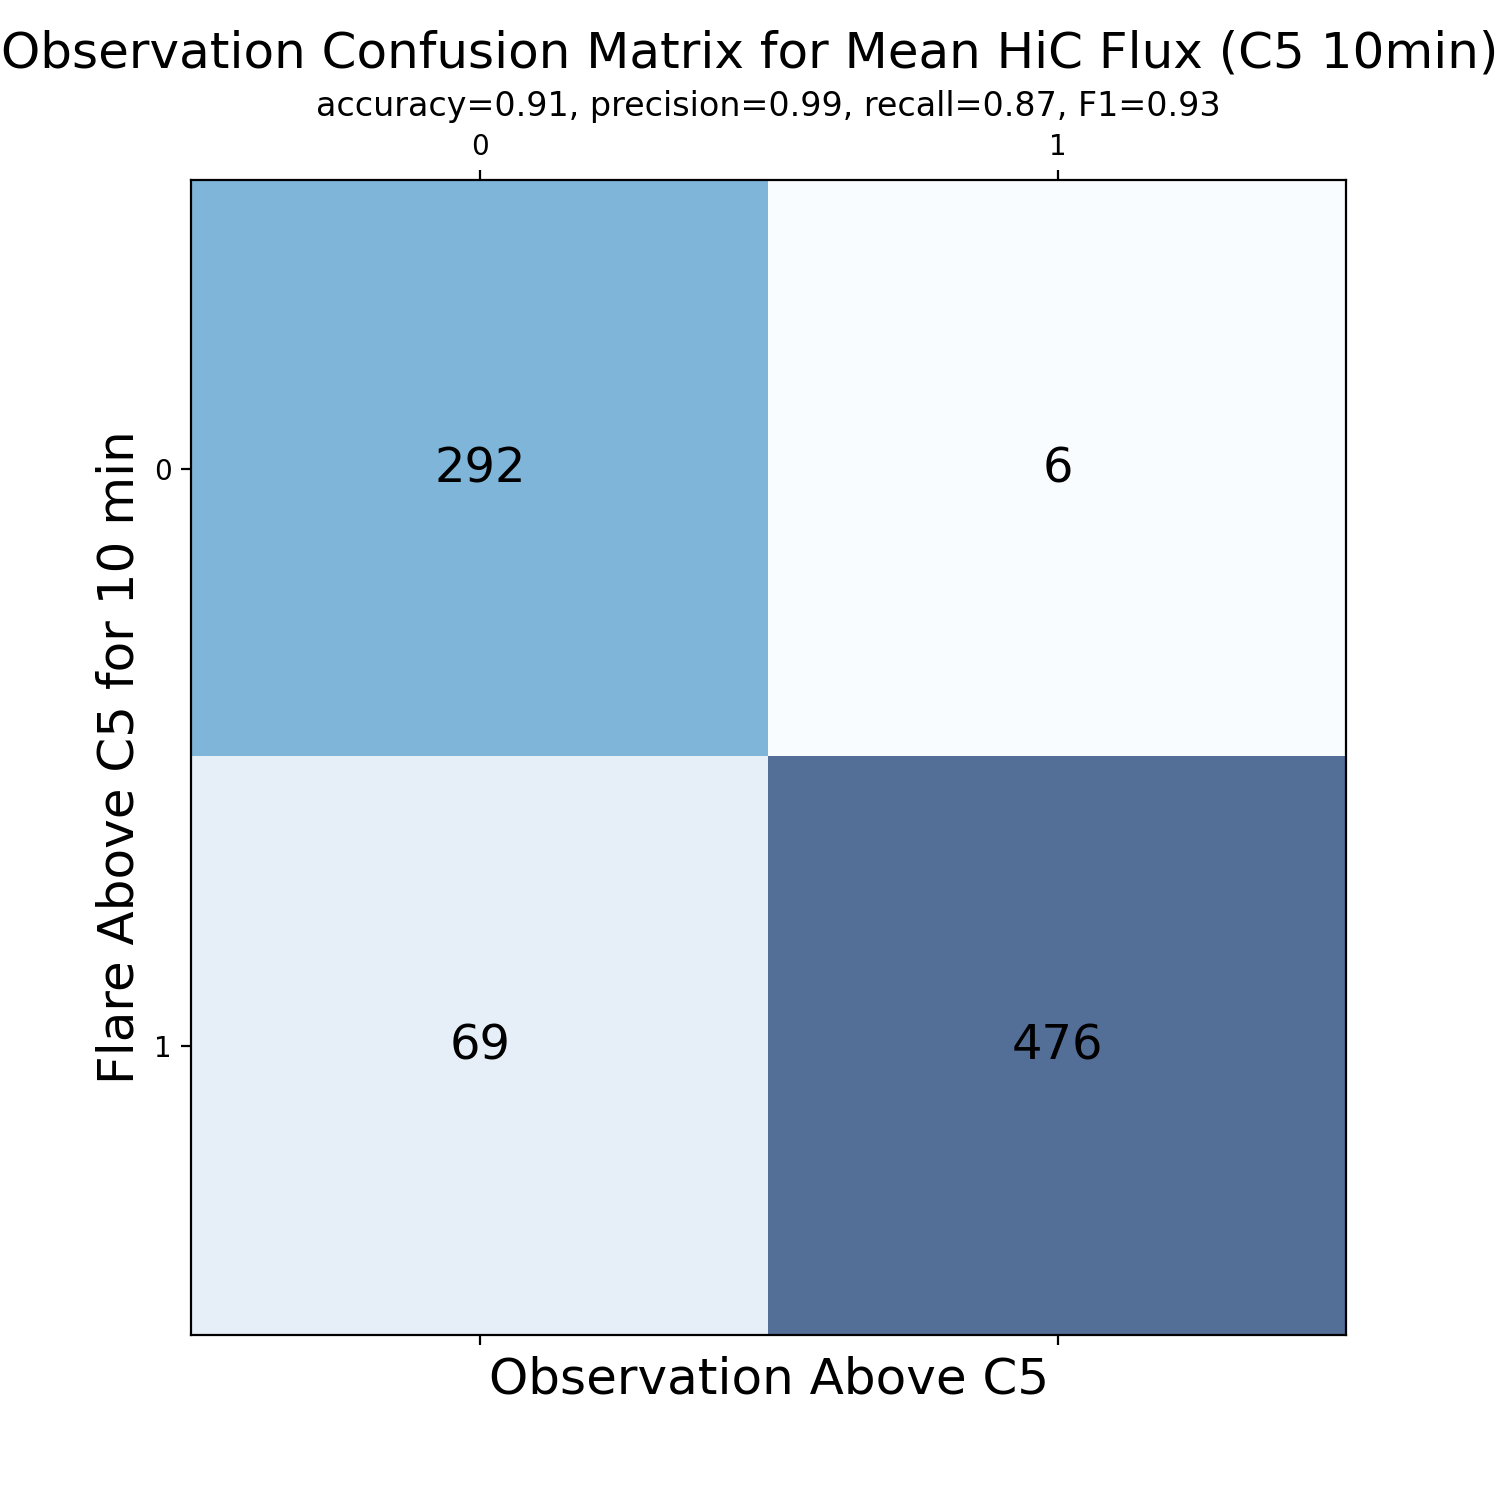 Observation Confusion Matrix for Mean HiC Flux (C5 10min)
accuracy=0.91, precision=0.99, recall=0.87, F1=0.93
0 1
Flare Above C5 for 10 min
0
292 6
1
69 476
Observation Above C5